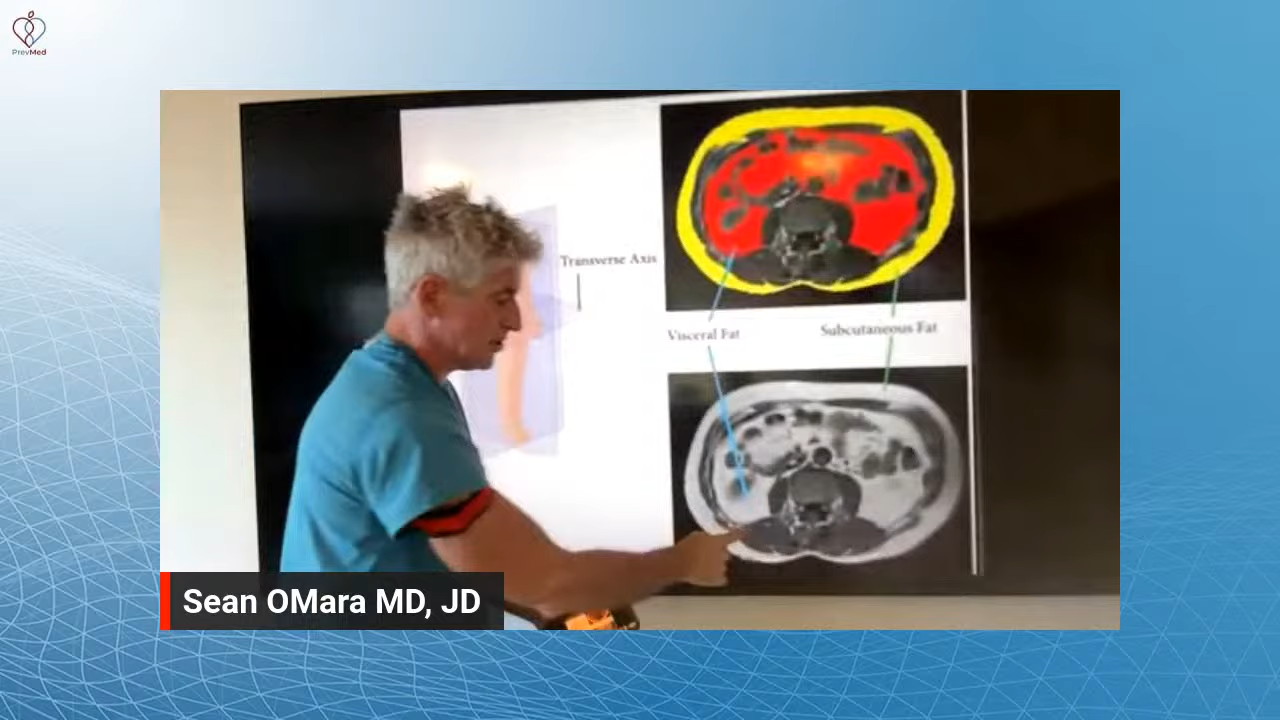 PrevMed
Transverse Axis
Visceral Fat
Subcutaneous Fat
Sean OMara MD, JD